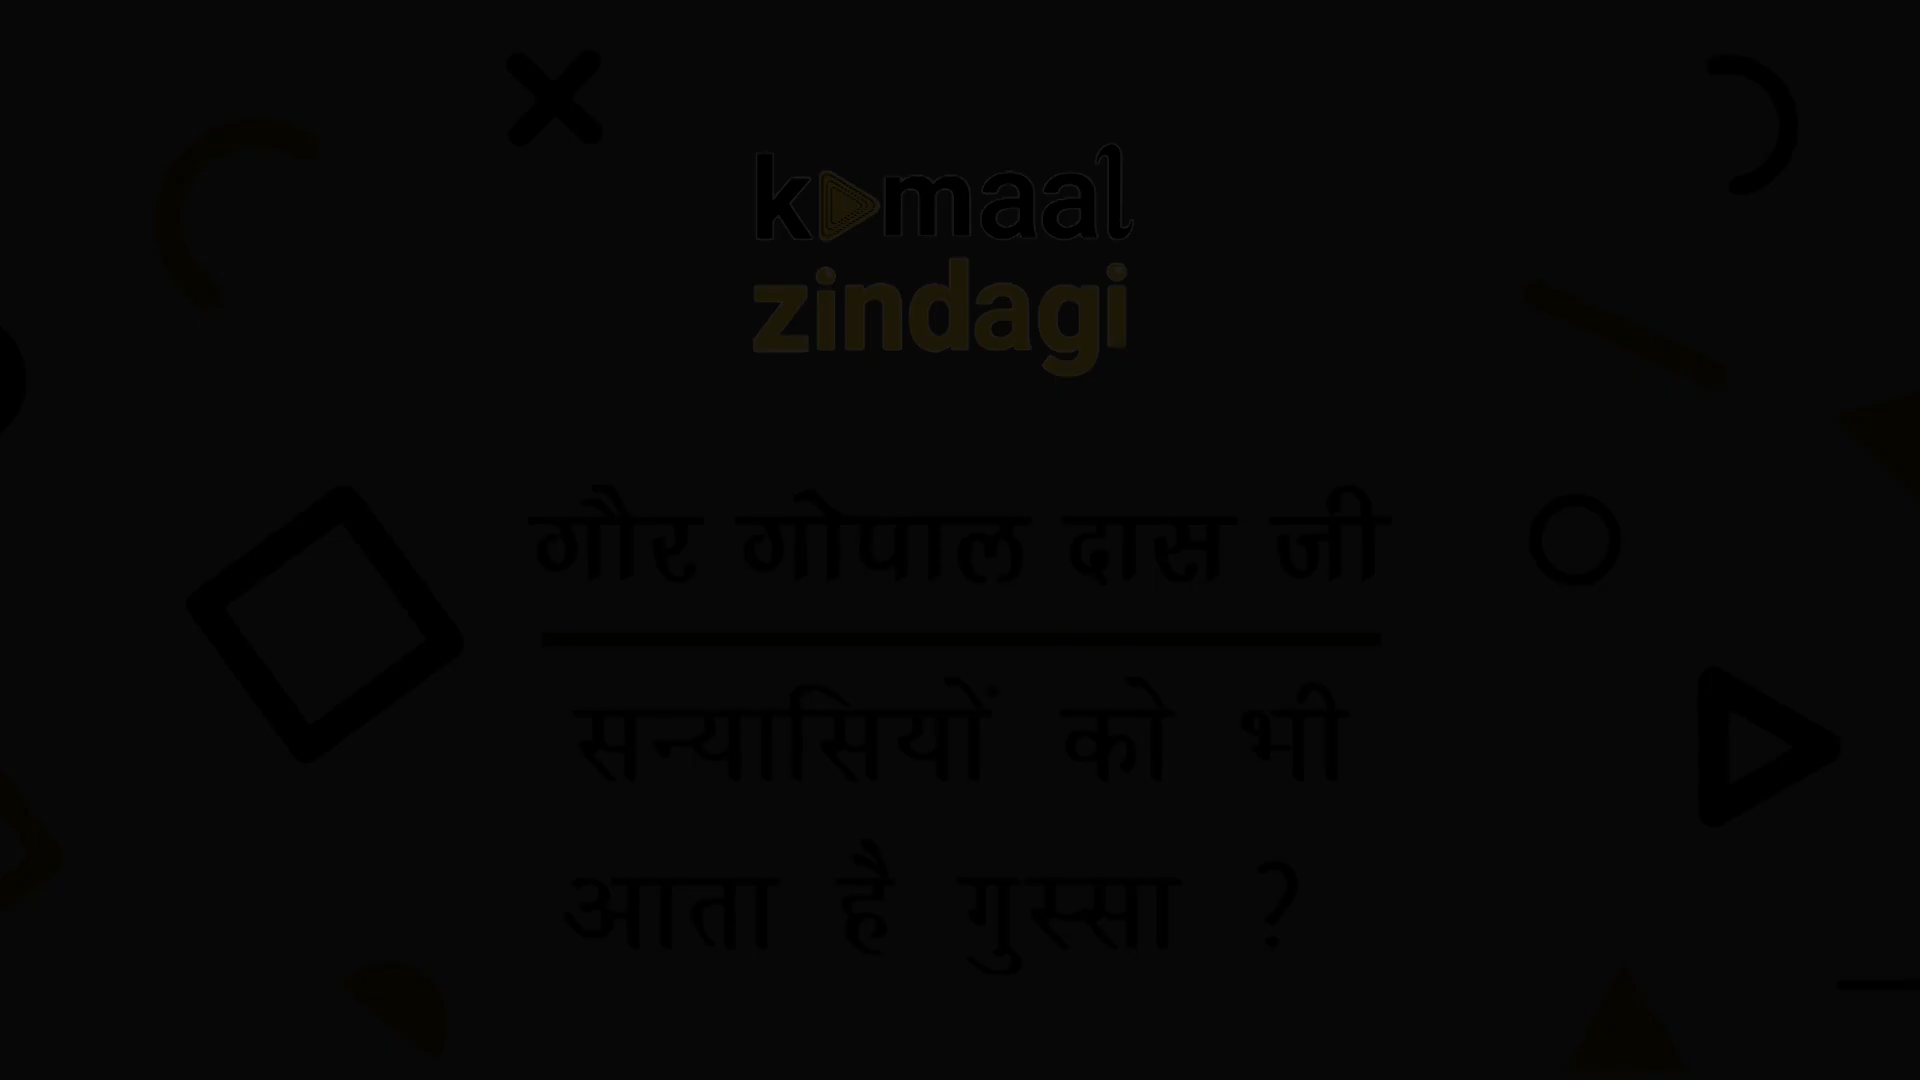 kamaal
zindagi
गौर गोपाल दास जी
सन्यासियों को भी
आता है गुस्सा ?